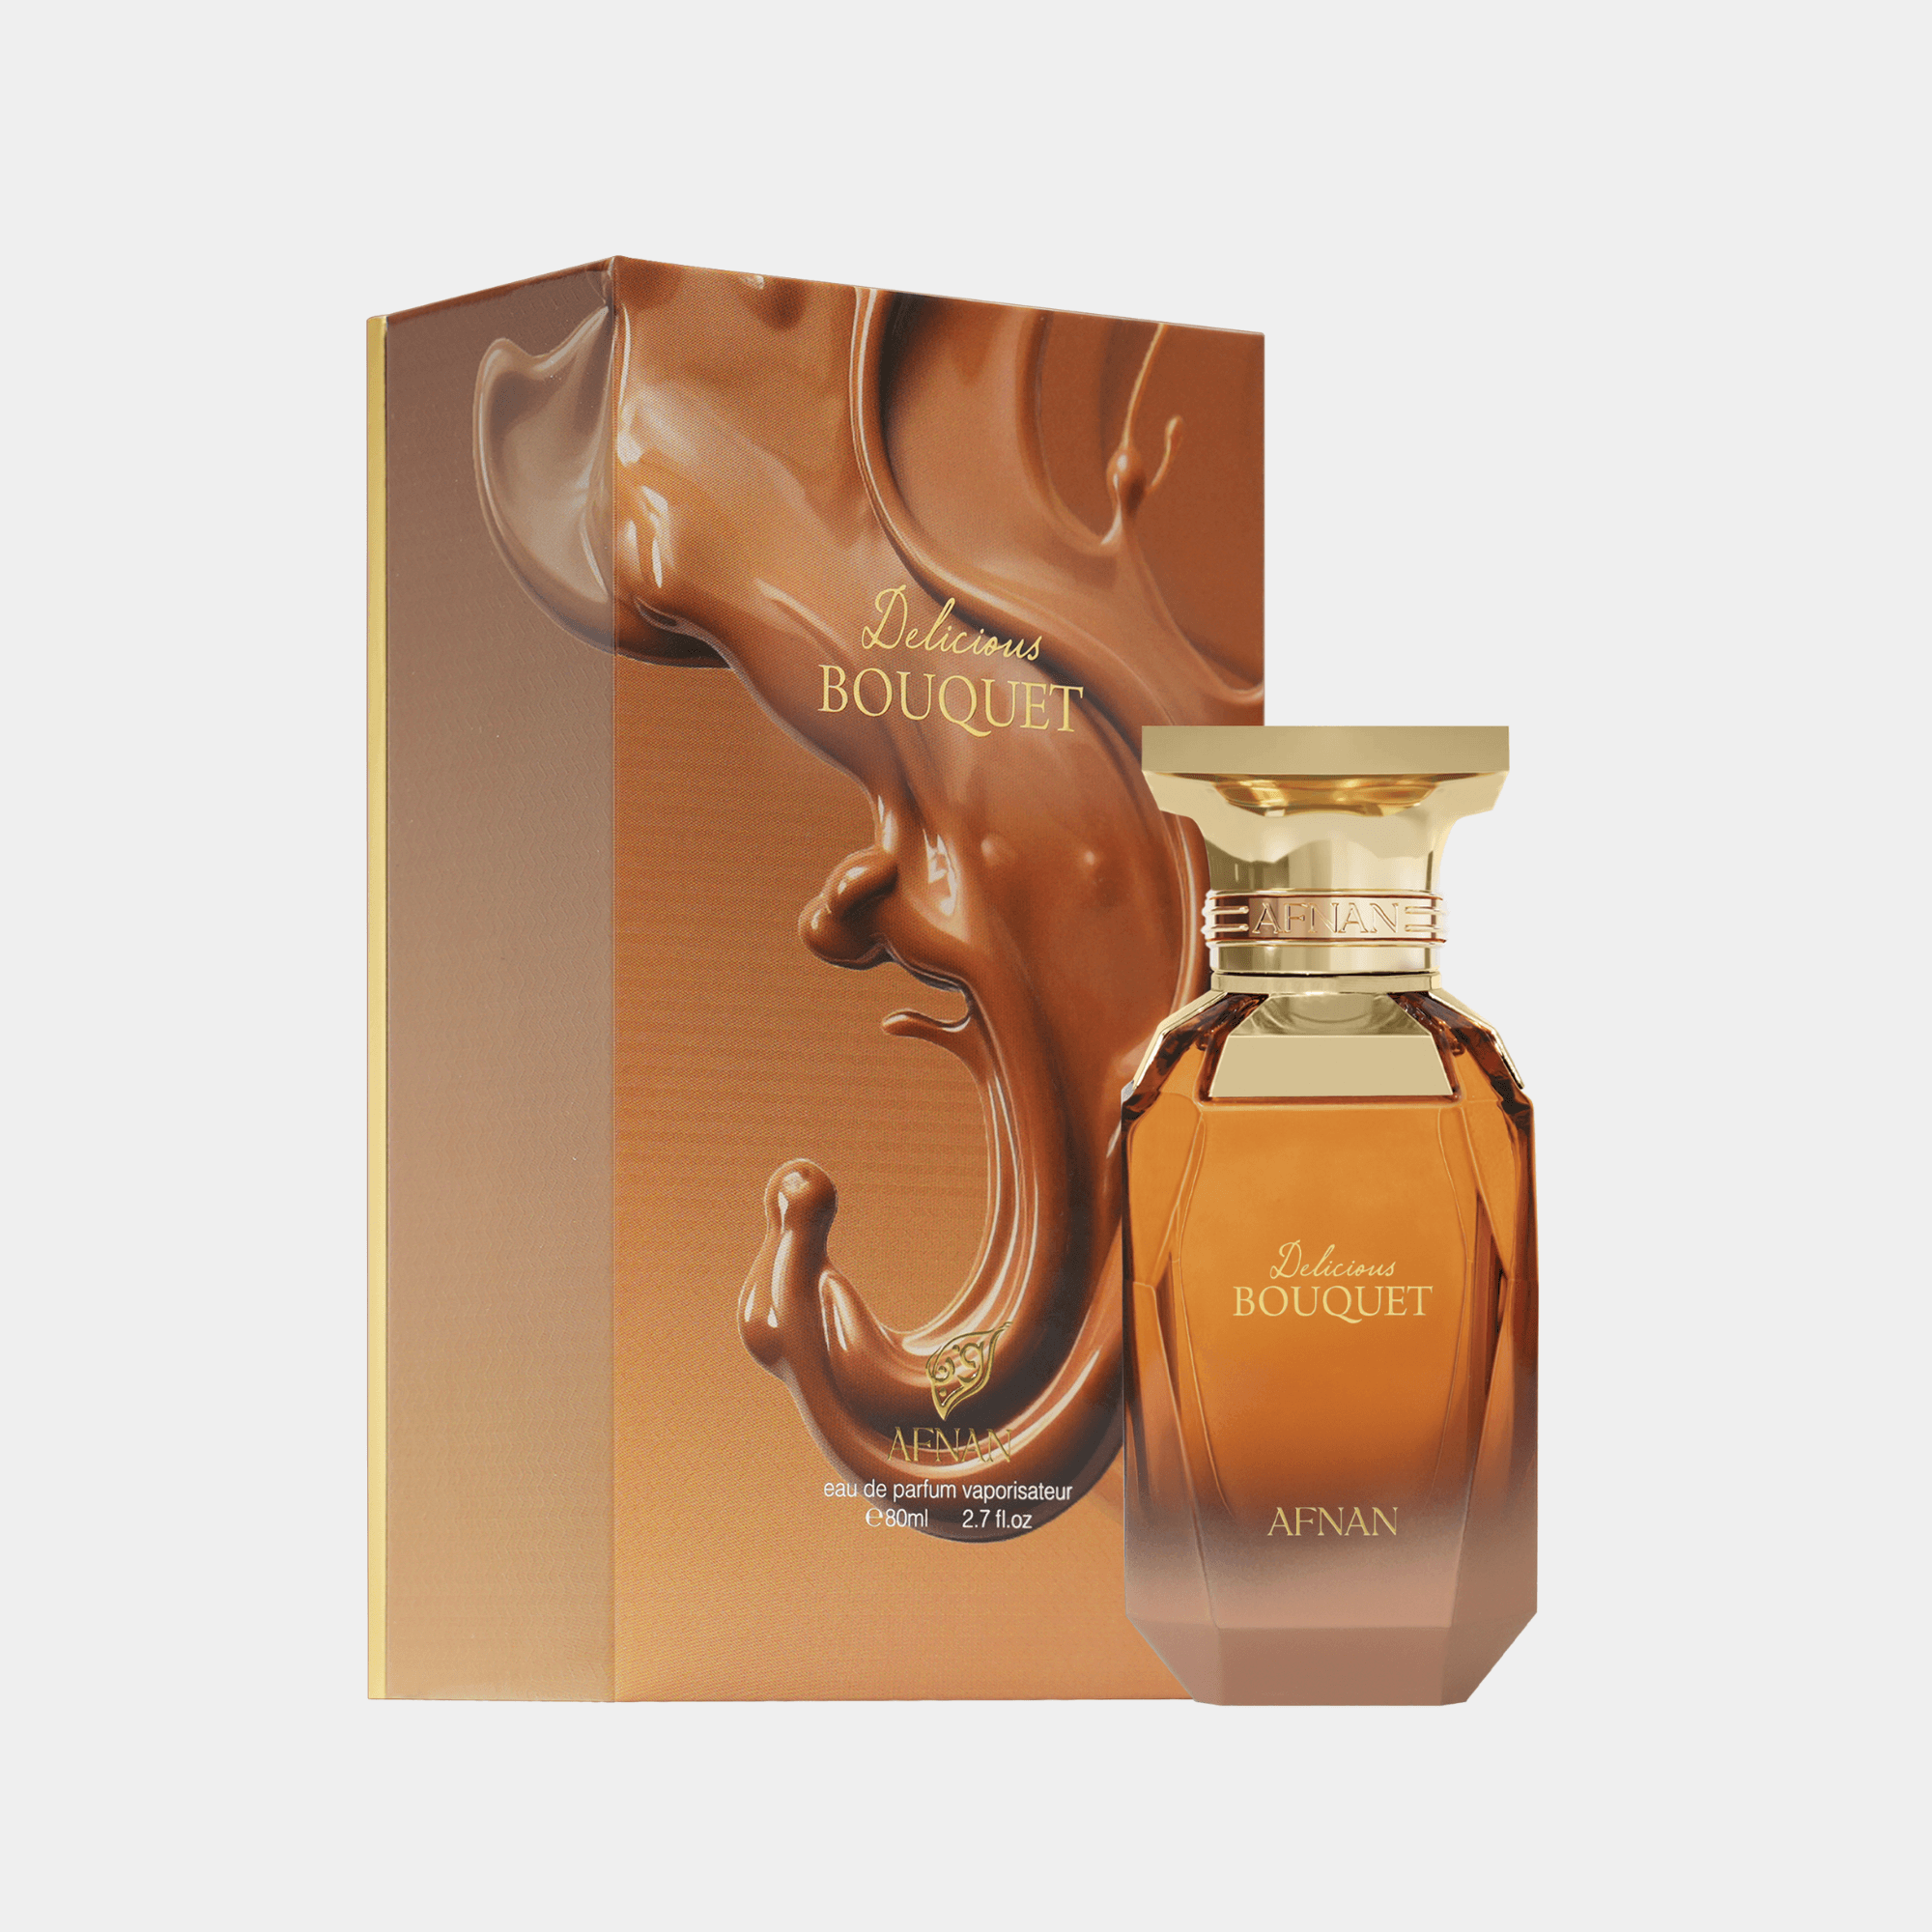 Delicious
BOUQUET
AFNAN
eau de parfum vaporisateur
℮80ml 2.7 fl.oz
AFNAN
Delicious
BOUQUET
AFNAN